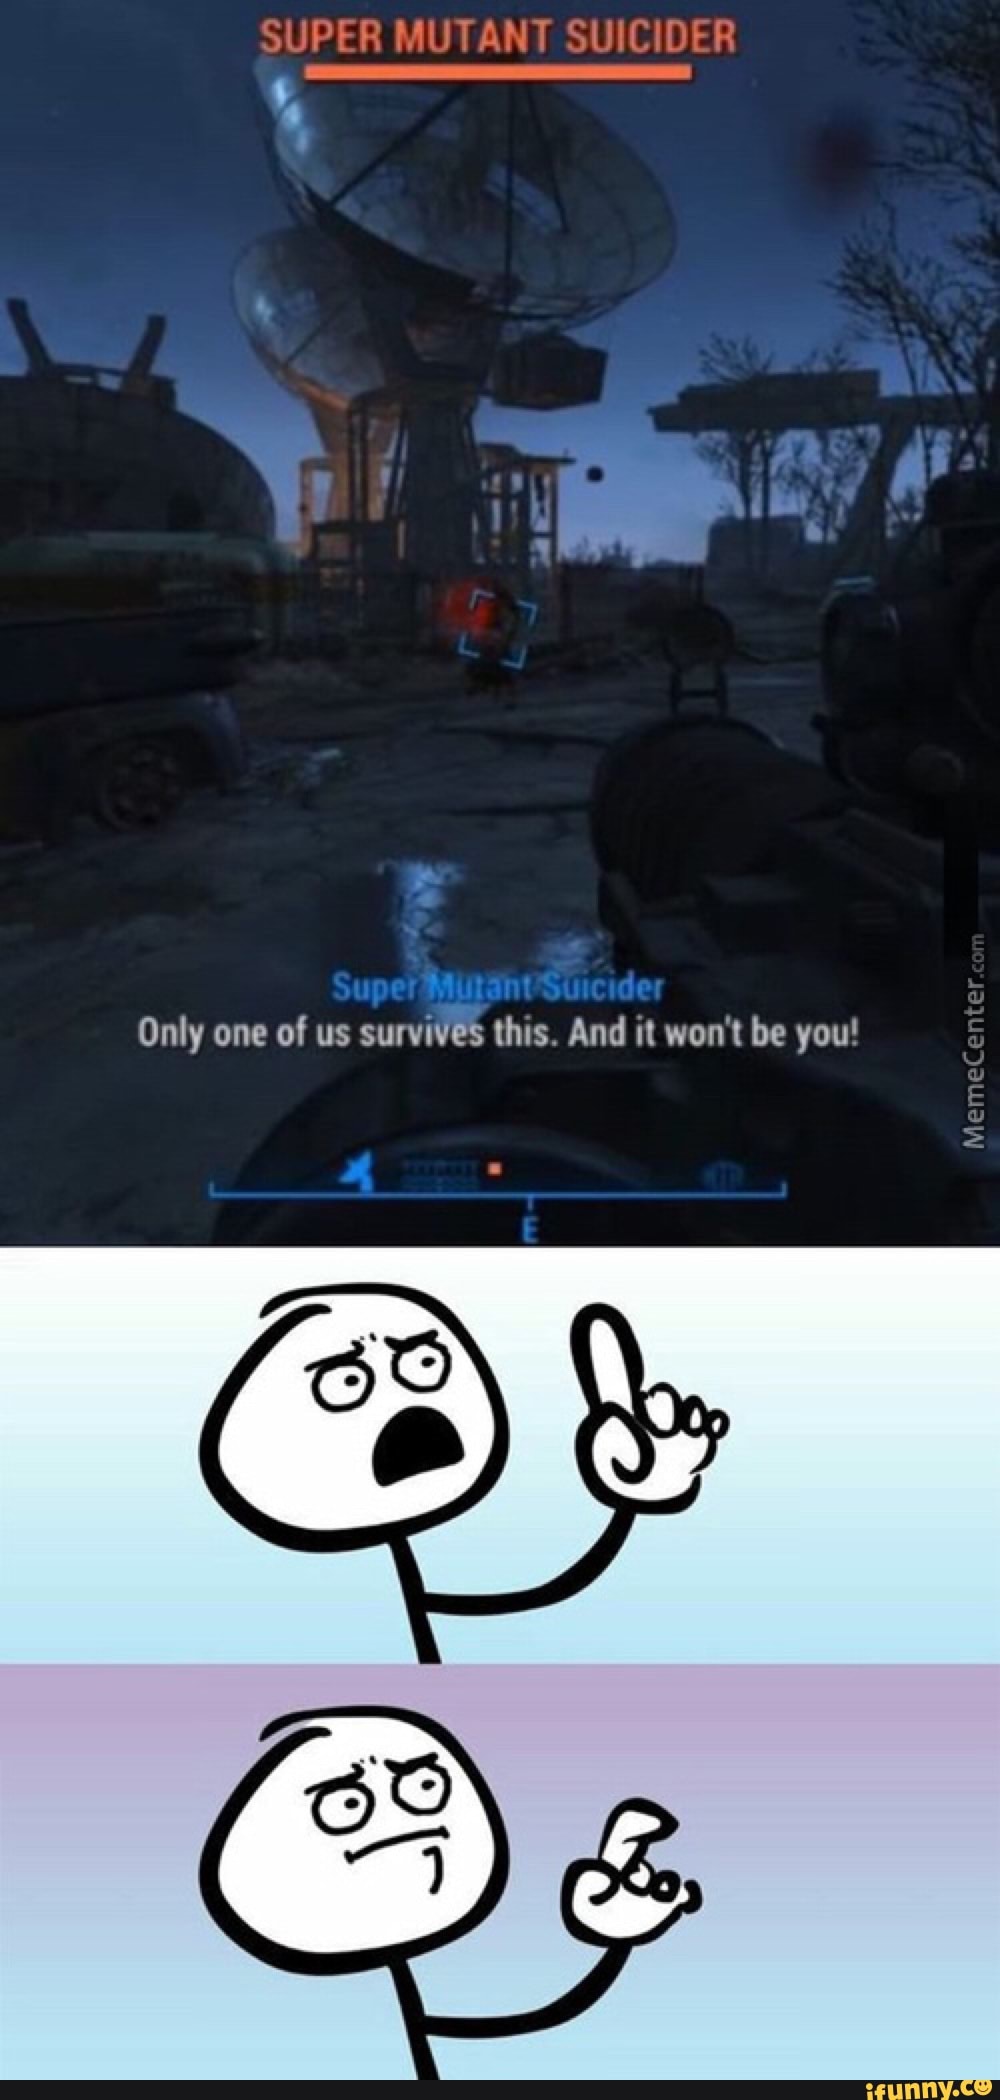 SUPER MUTANT SUICIDER
Super Mutant Suicider
Only one of us survives this. And it won't be you!
E
MemeCenter.com
ifunny.co